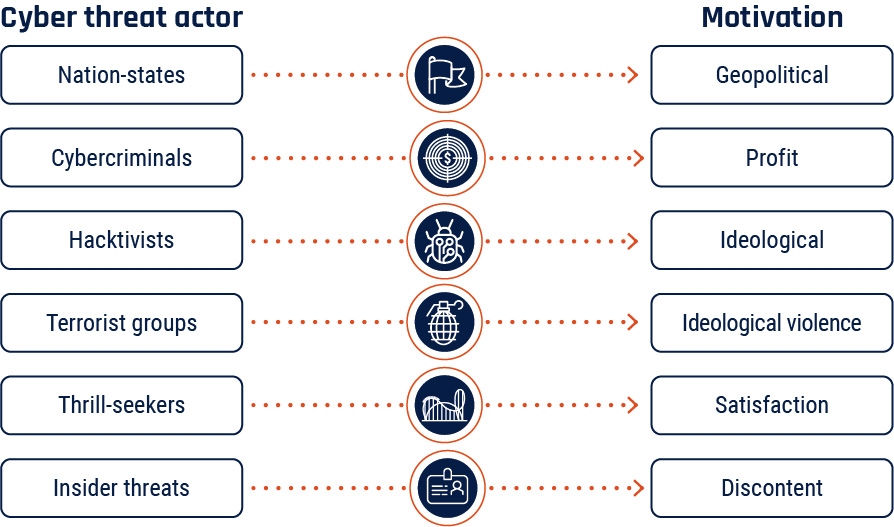 Cyber threat actor
Motivation
Nation-states
Geopolitical
Cybercriminals
$
Profit
Hacktivists
Ideological
Terrorist groups
Ideological violence
Thrill-seekers
Satisfaction
Insider threats
Discontent